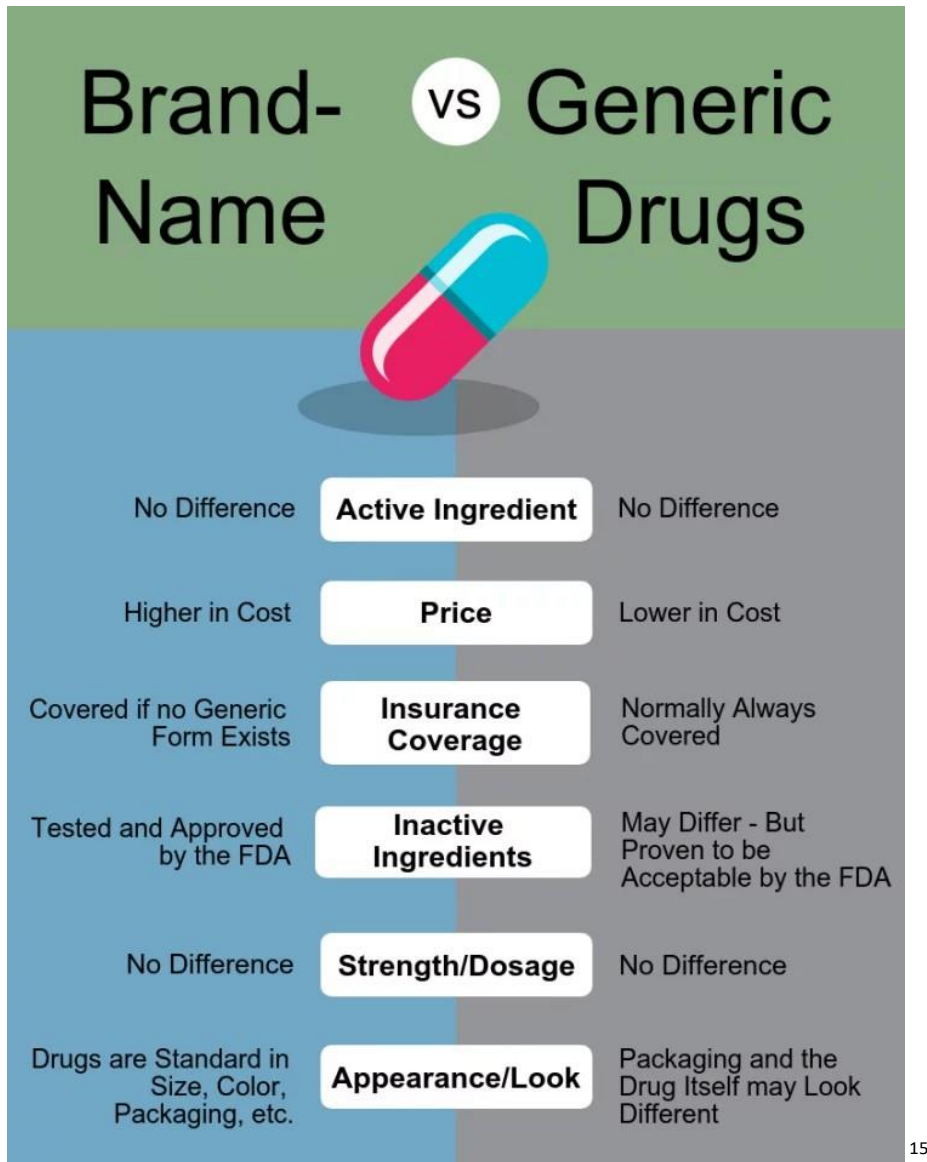 Brand-Name vs Generic Drugs
No Difference
Active Ingredient
No Difference
Higher in Cost
Price
Lower in Cost
Covered if no Generic
Form Exists
Insurance
Coverage
Normally Always
Covered
Tested and Approved
by the FDA
Inactive
Ingredients
May Differ - But
Proven to be
Acceptable by the FDA
No Difference
Strength/Dosage
No Difference
Drugs are Standard in
Size, Color,
Packaging, etc.
Appearance/Look
Packaging and the
Drug Itself may Look
Different
15